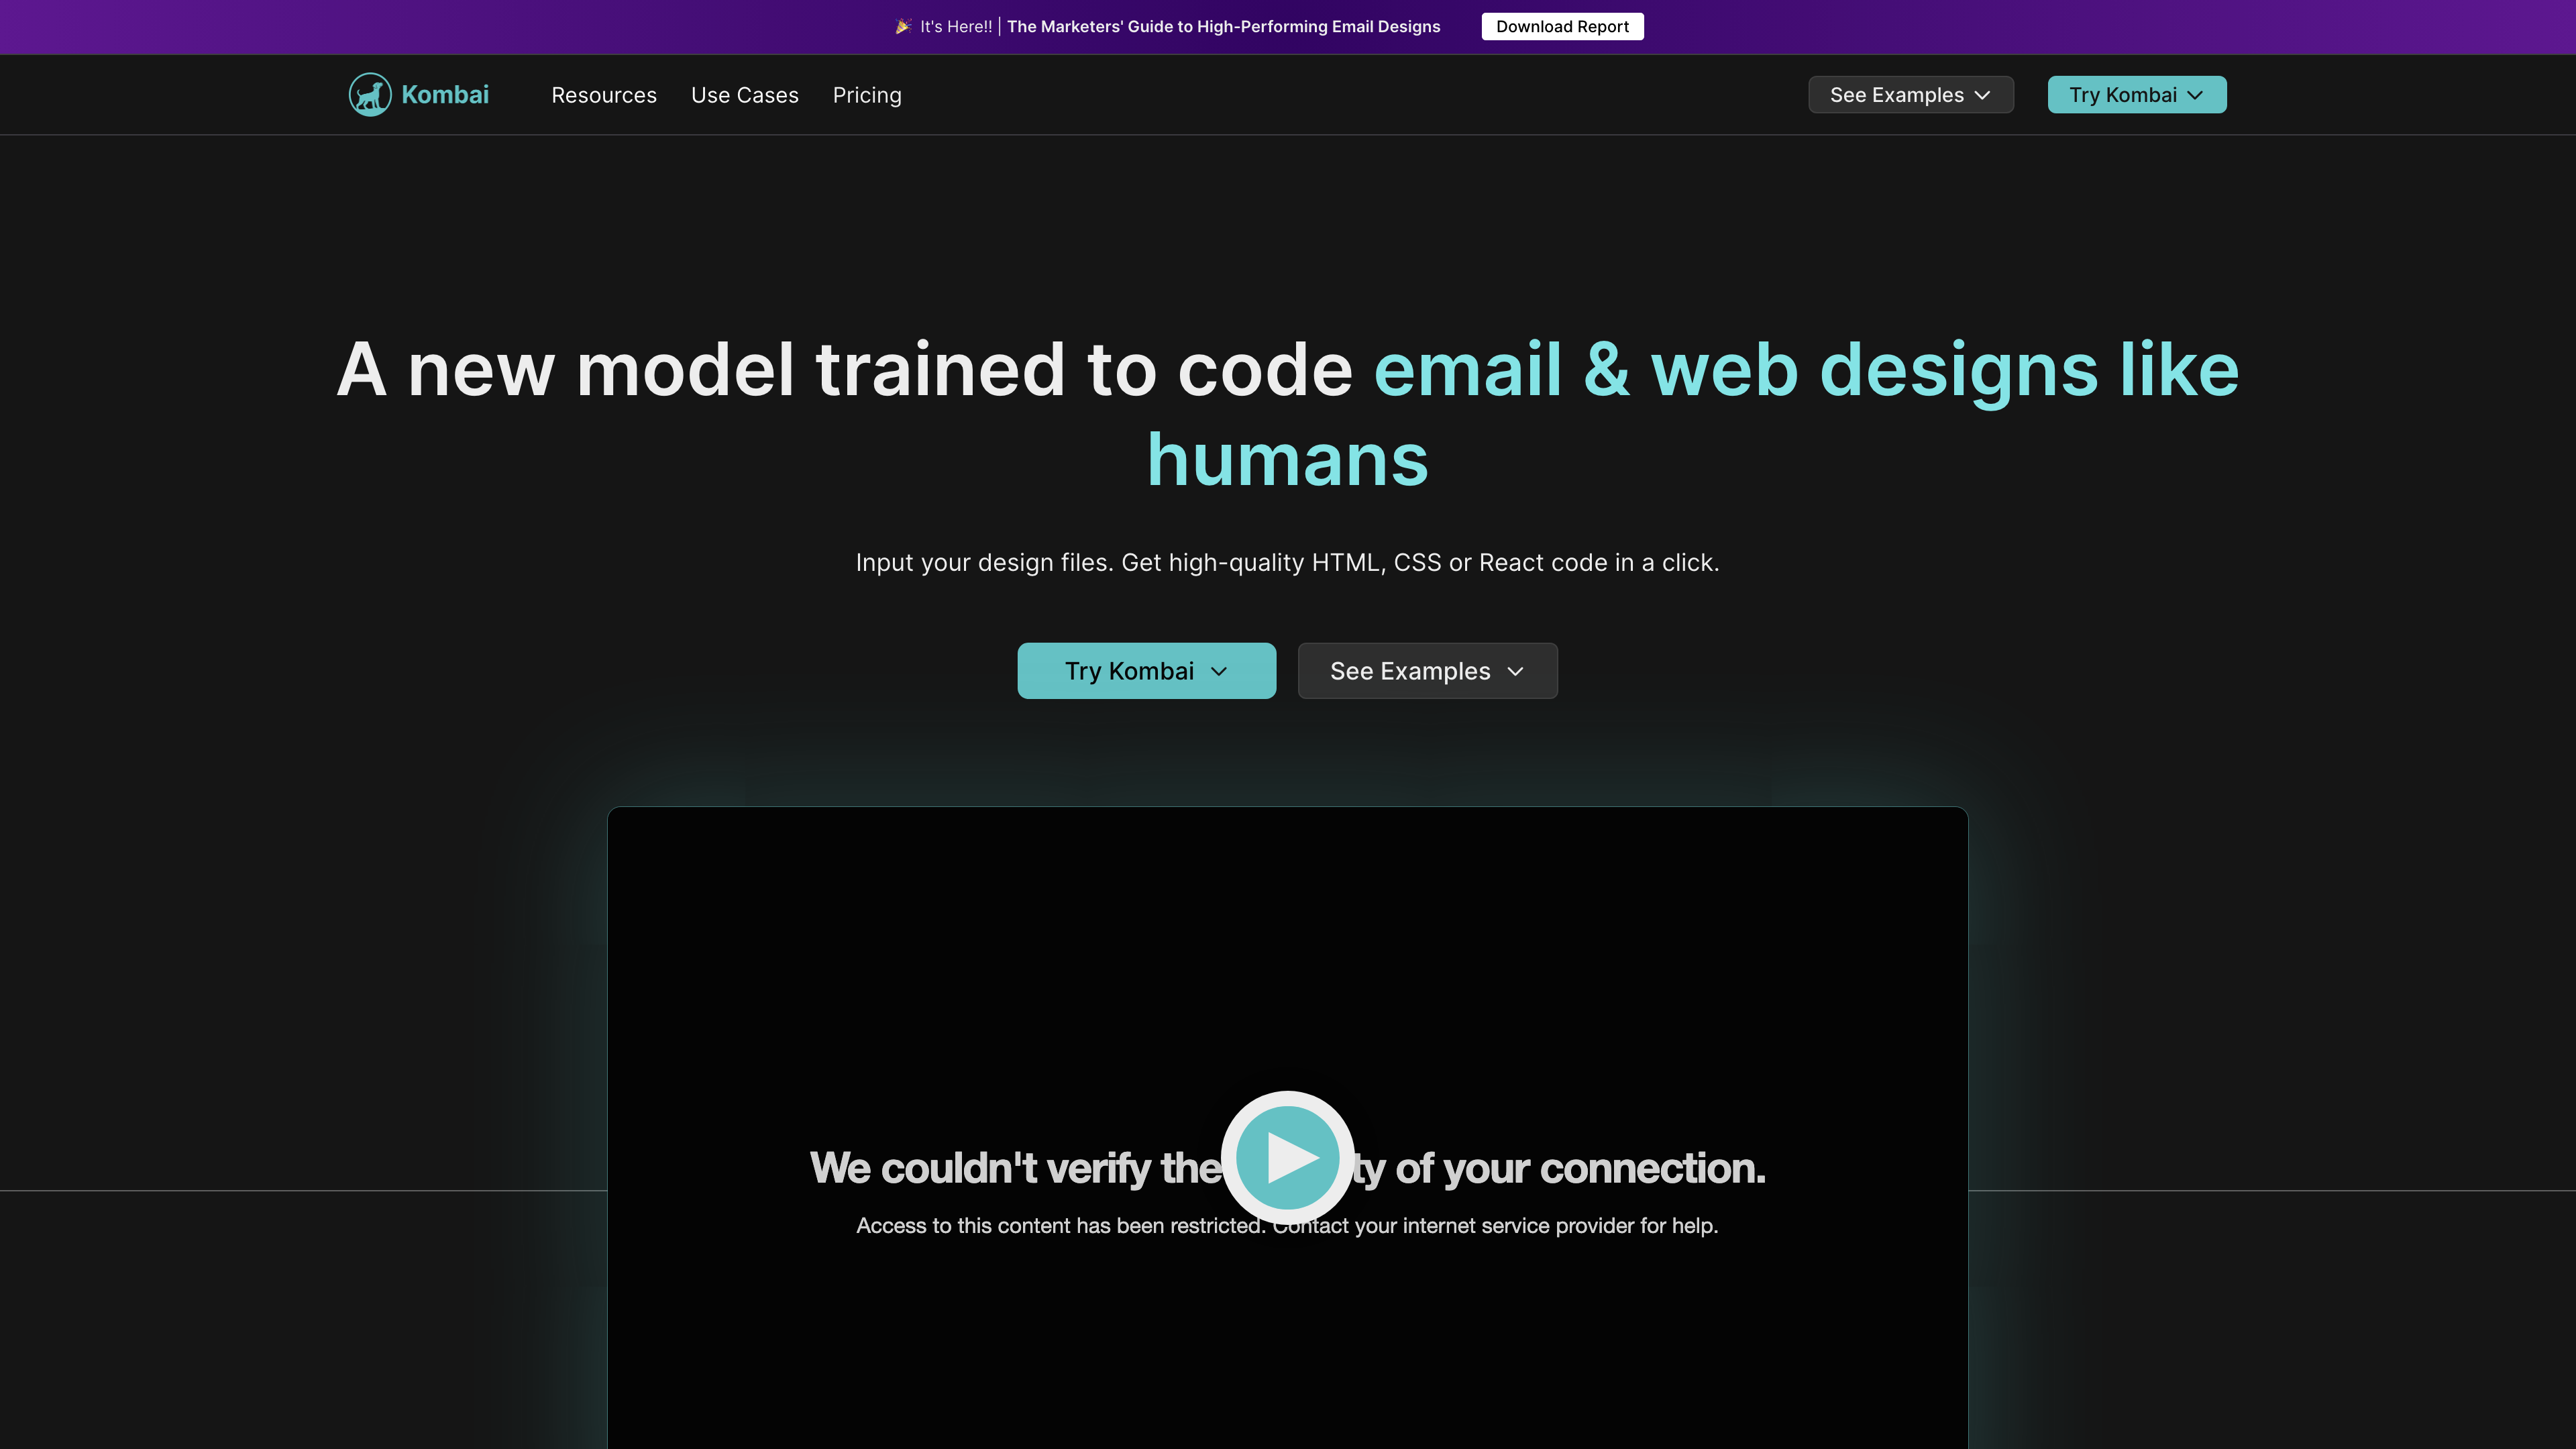 🎉 It's Here!! | The Marketers' Guide to High-Performing Email Designs
Download Report
Kombai
Resources
Use Cases
Pricing
See Examples
Try Kombai
A new model trained to code email & web designs like
humans
Input your design files. Get high-quality HTML, CSS or React code in a click.
Try Kombai
See Examples
We couldn't verify the ty of your connection.
Access to this content has been restricted. Contact your internet service provider for help.